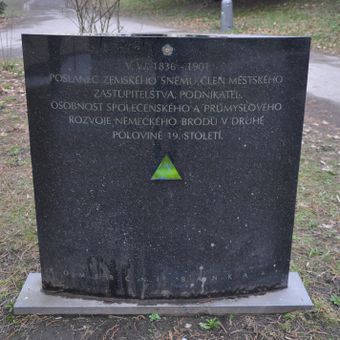 V. V. 1836 - 1901
POSLANEC ZEMSKÉHO SNĚMU, ČLEN MĚSTSKÉHO
ZASTUPITELSTVA, PODNIKATEL,
OSOBNOST SPOLEČENSKÉHO A PRŮMYSLOVÉHO
ROZVOJE NĚMECKÉHO BRODU V DRUHÉ
POLOVINĚ 19. STOLETÍ.